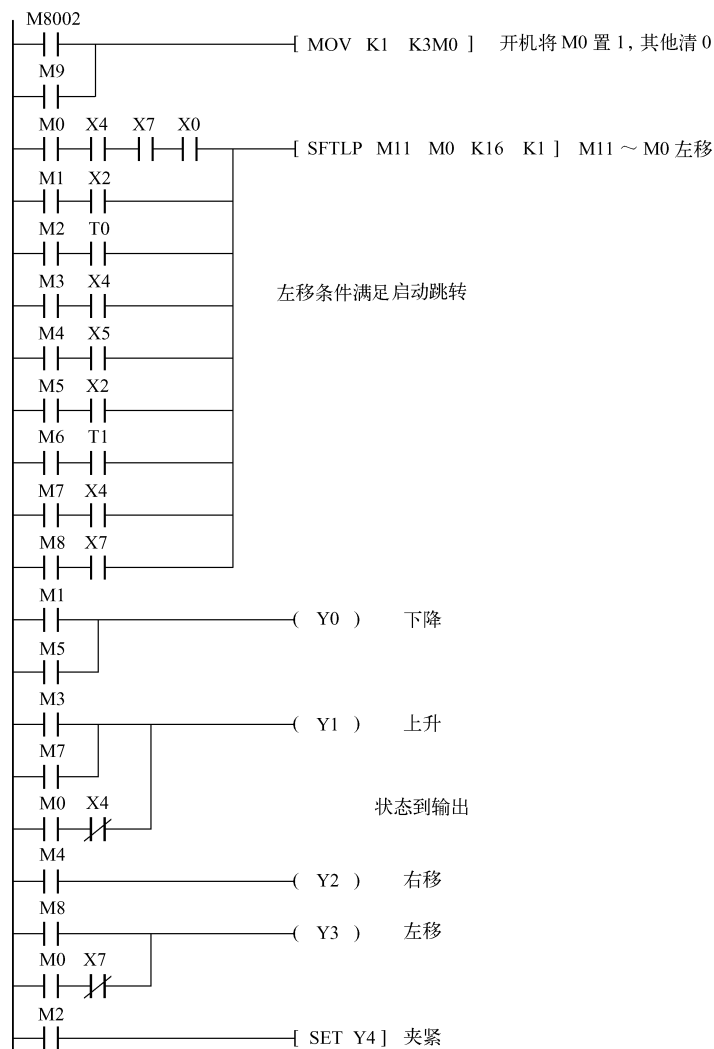 M8002
[ MOV K1 K3M0 ] 开机将 M0 置 1, 其他清 0
M9
M0 X4 X7 X0
[ SFTLP M11 M0 K16 K1 ] M11 ～ M0 左移
M1 X2
M2 T0
M3 X4
左移条件满足启动跳转
M4 X5
M5 X2
M6 T1
M7 X4
M8 X7
M1
( Y0 ) 下降
M5
M3
( Y1 ) 上升
M7
M0 X4
状态到输出
M4
( Y2 ) 右移
M8
( Y3 ) 左移
M0 X7
M2
[ SET Y4 ] 夹紧